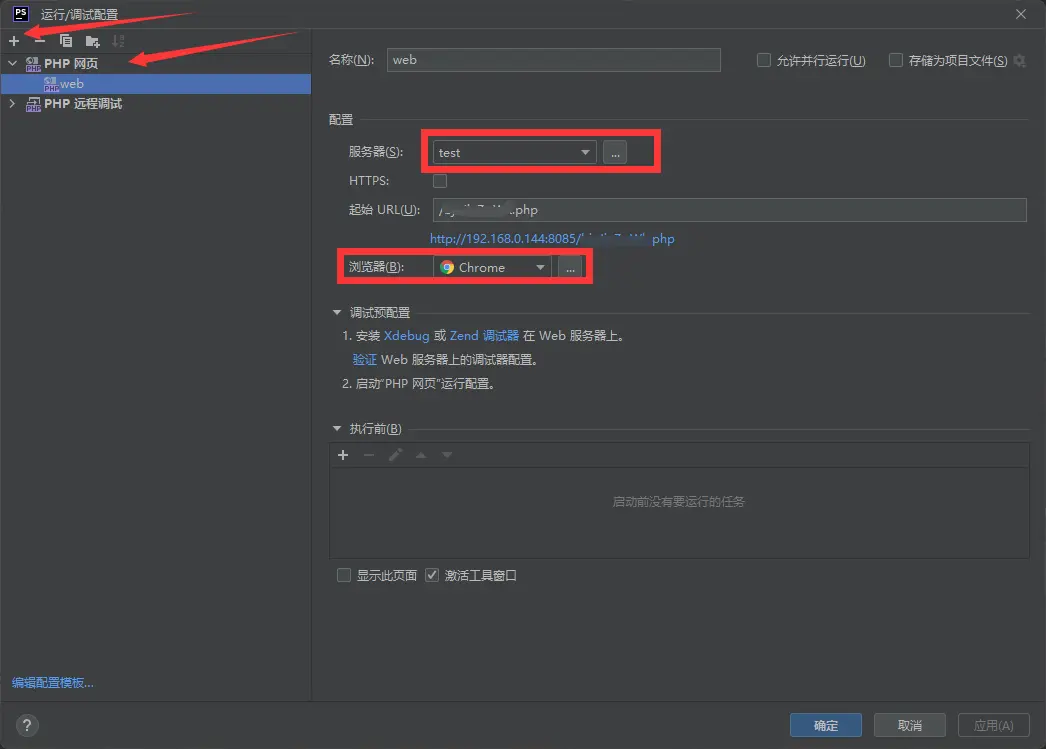 PS 运行/调试配置
PHP 网页
web
PHP 远程调试
名称(N): web
允许并行运行(U) 存储为项目文件(S)
配置
服务器(S): test ...
HTTPS:
起始 URL(U): / .php
http://192.168.0.144:8085/ php
浏览器(B): Chrome ...
调试预配置
1. 安装 Xdebug 或 Zend 调试器 在 Web 服务器上。
验证 Web 服务器上的调试器配置。
2. 启动"PHP 网页"运行配置。
执行前(B)
启动前没有要运行的任务
显示此页面 激活工具窗口
编辑配置模板...
? 确定 取消 应用(A)